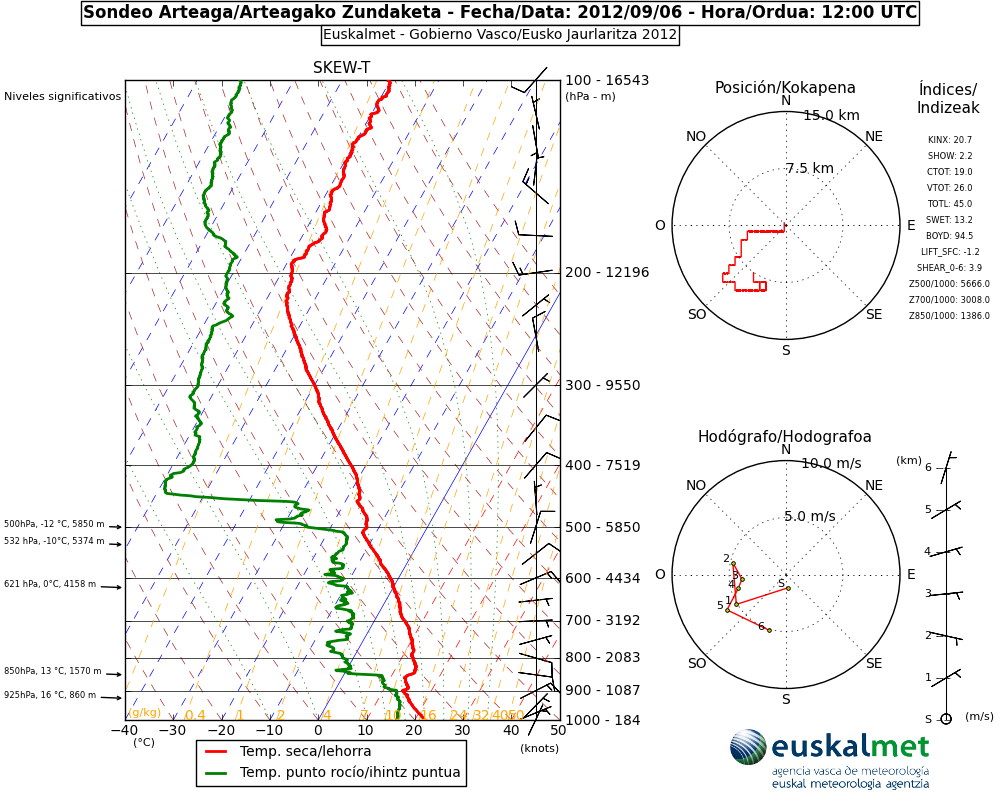 Sondeo Arteaga/Arteagako Zundaketa - Fecha/Data: 2012/09/06 - Hora/Ordua: 12:00 UTC
Euskalmet - Gobierno Vasco/Eusko Jaurlaritza 2012
SKEW-T
Niveles significativos
500hPa, -12 °C, 5850 m
532 hPa, -10°C, 5374 m
621 hPa, 0°C, 4158 m
850hPa, 13 °C, 1570 m
925hPa, 16 °C, 860 m
100 - 16543
(hPa - m)
200 - 12196
300 - 9550
400 - 7519
500 - 5850
600 - 4434
700 - 3192
800 - 2083
900 - 1087
1000 - 184
(g/kg) 0.4 1 2 4 7 10 16 24 32 40 50
−40 −30 −20 −10 0 10 20 30 40 50
(°C)
(knots)
Temp. seca/lehorra
Temp. punto rocío/ihintz puntua
Posición/Kokapena
N
15.0 km
NO NE
7.5 km
O E
SO SE
S
Índices/
Indizeak
KINX: 20.7
SHOW: 2.2
CTOT: 19.0
VTOT: 26.0
TOTL: 45.0
SWET: 13.2
BOYD: 94.5
LIFT_SFC: -1.2
SHEAR_0-6: 3.9
Z500/1000: 5666.0
Z700/1000: 3008.0
Z850/1000: 1386.0
Hodógrafo/Hodografoa
N
10.0 m/s
NO NE
5.0 m/s
2
3
S
4
1
5
6
O E
SO SE
S
(km)
6
5
4
3
2
1
S
(m/s)
euskalmet
agencia vasca de meteorología
euskal meteorologia agentzia